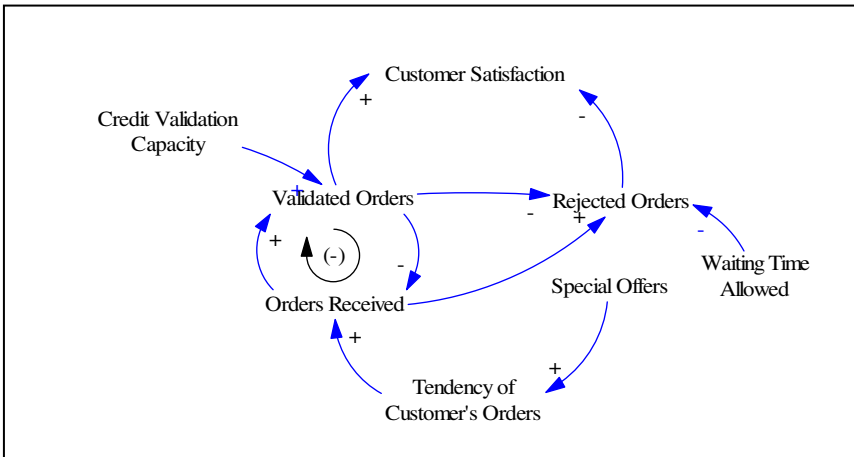 Customer Satisfaction
+
-
Credit Validation
Capacity
+
Validated Orders
-
Rejected Orders
+
+
(-)
-
-
Waiting Time
Allowed
Special Offers
Orders Received
+
+
Tendency of
Customer's Orders